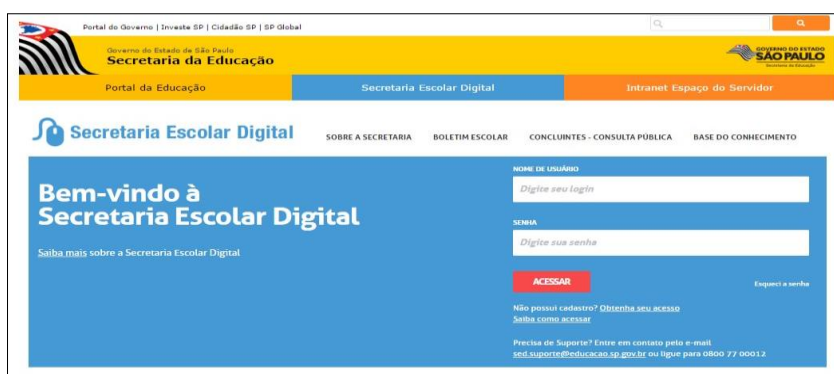 Portal do Governo | Investe SP | Cidadão SP | SP Global
Governo do Estado de São Paulo
Secretaria da Educação
GOVERNO DO ESTADO
SÃO PAULO
Secretaria da Educação
Portal da Educação
Secretaria Escolar Digital
Intranet Espaço do Servidor
Secretaria Escolar Digital
SOBRE A SECRETARIA
BOLETIM ESCOLAR
CONCLUINTES - CONSULTA PÚBLICA
BASE DO CONHECIMENTO
Bem-vindo à
Secretaria Escolar Digital
Saiba mais sobre a Secretaria Escolar Digital
NOME DE USUÁRIO
Digite seu login
SENHA
Digite sua senha
ACESSAR
Esqueci a senha
Não possui cadastro? Obtenha seu acesso
Saiba como acessar
Precisa de Suporte? Entre em contato pelo e-mail
sed.suporte@educacao.sp.gov.br ou ligue para 0800 77 00012